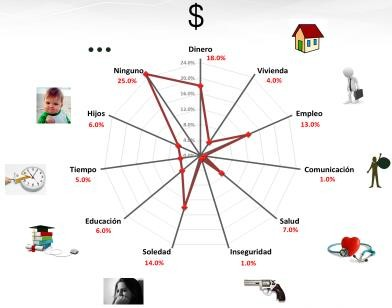 $
...
Dinero
18.0%
Vivienda
4.0%
Empleo
13.0%
Comunicación
1.0%
Salud
7.0%
Inseguridad
1.0%
Soledad
14.0%
Educación
6.0%
Tiempo
5.0%
Hijos
6.0%
Ninguno
25.0%
24.0%
20.0%
16.0%
12.0%
8.0%